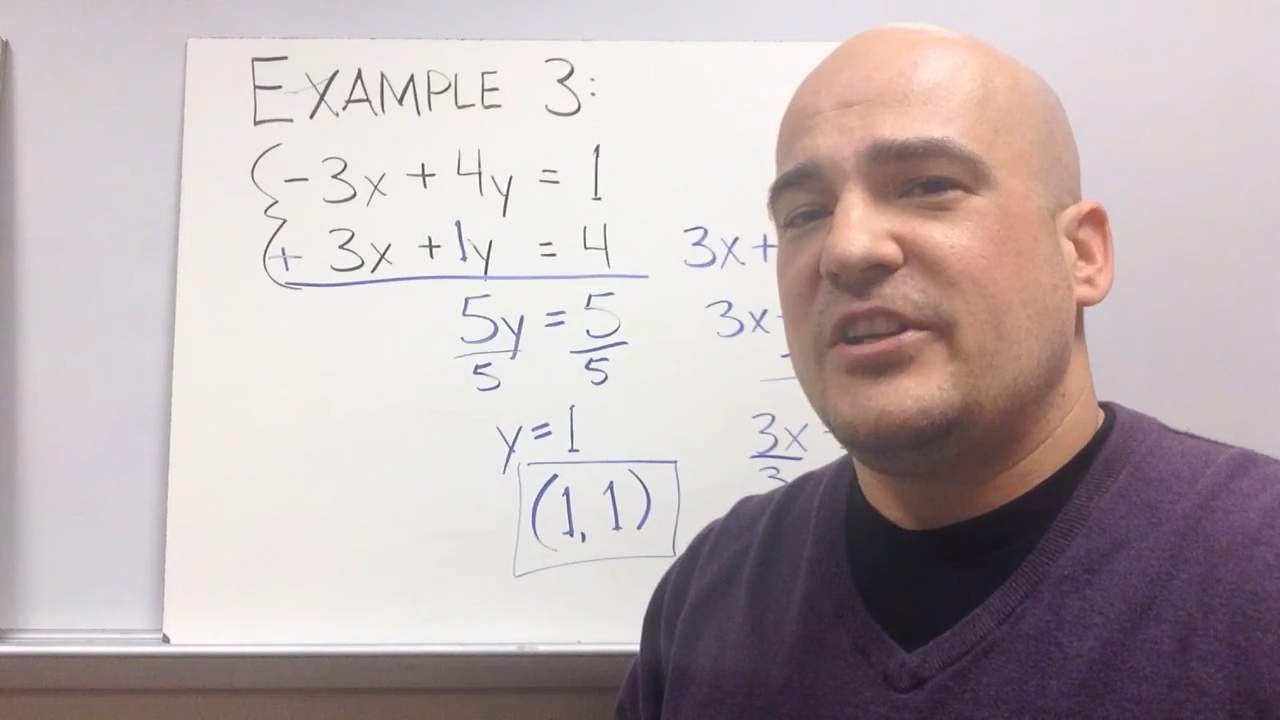 EXAMPLE 3:
-3x + 4y = 1
+ 3x + 1y = 4
5y = 5
5 5
y = 1
(1, 1)
3x+
3x
3x
3